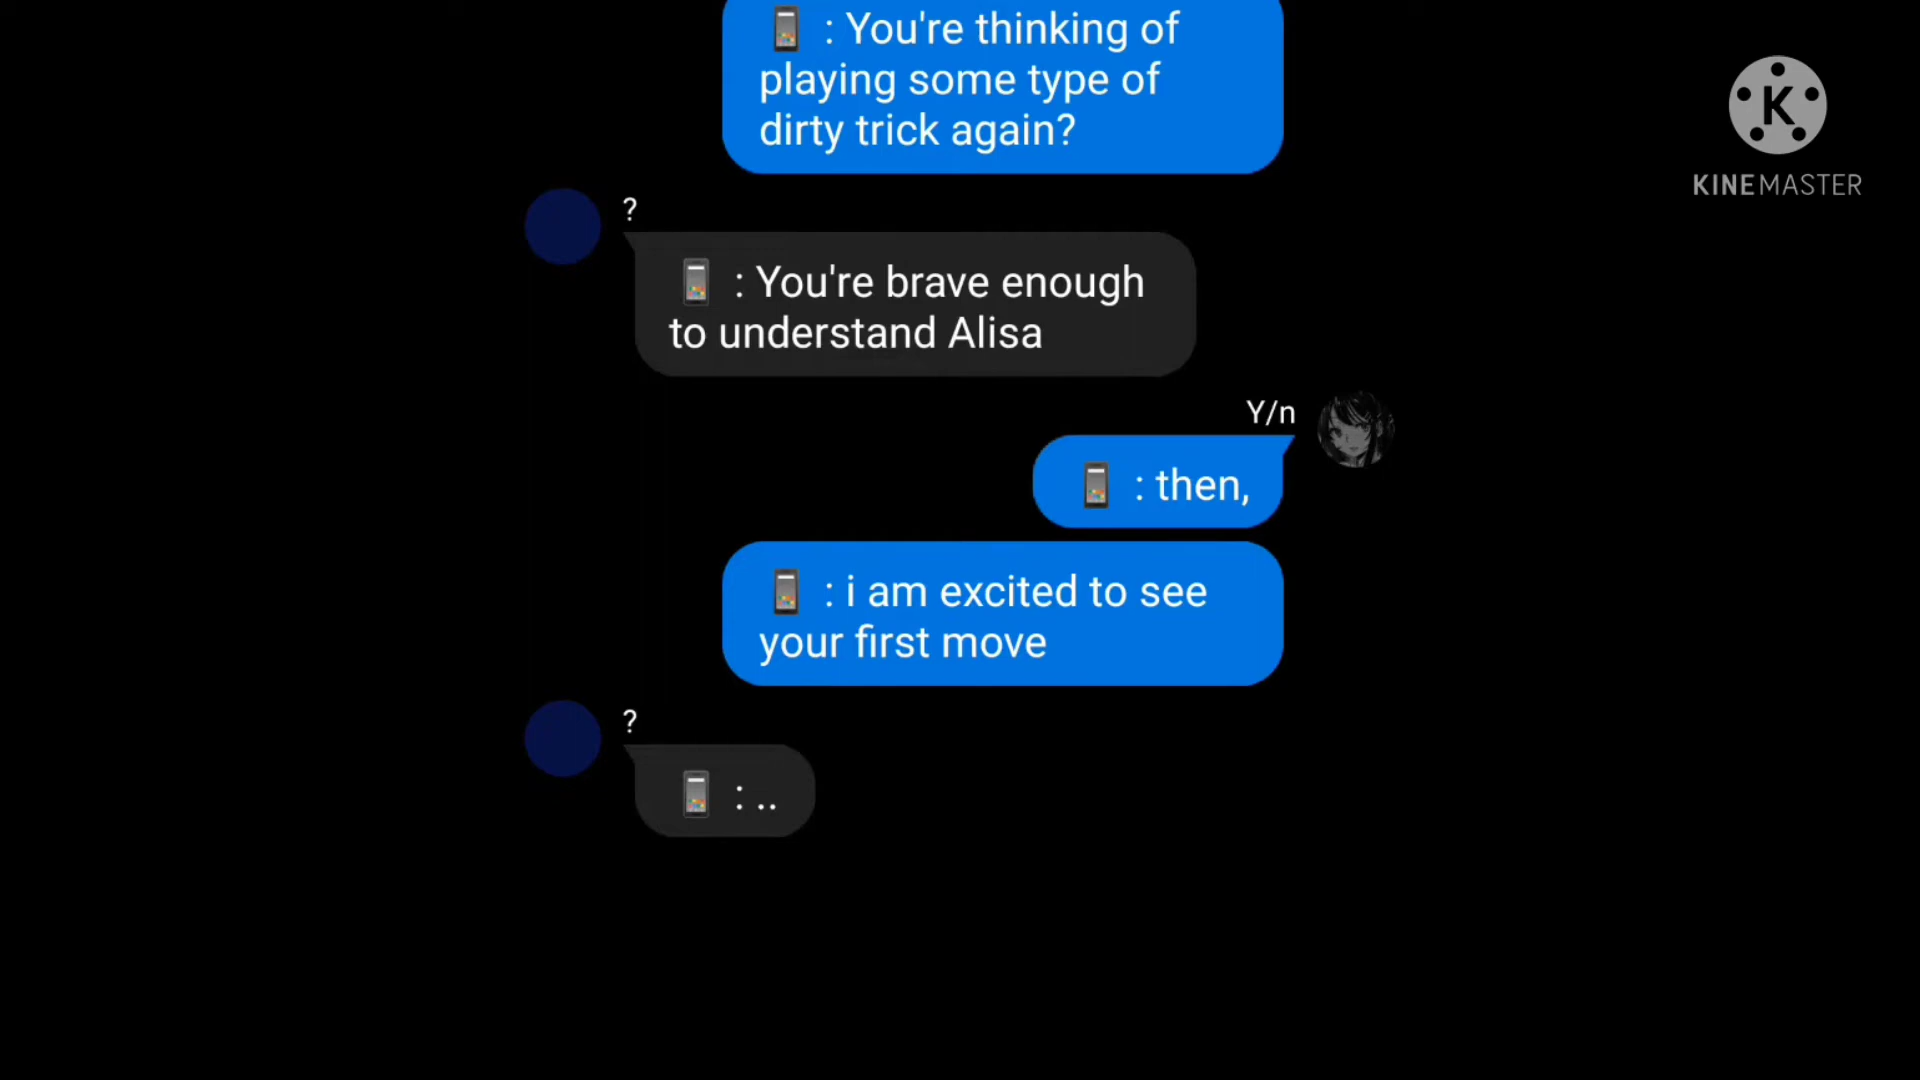 📱 : You're thinking of
playing some type of
dirty trick again?
K
KINEMASTER
?
📱 : You're brave enough
to understand Alisa
Y/n
📱 : then,
📱 : i am excited to see
your first move
?
📱 : ..